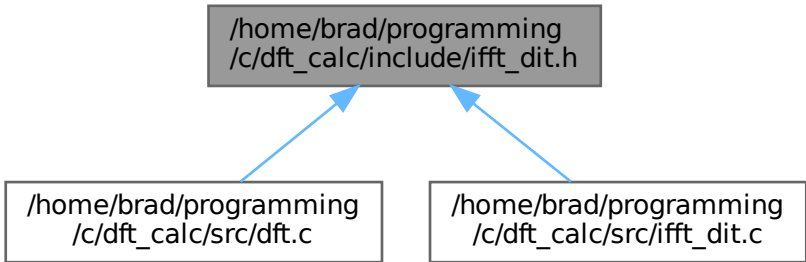 /home/brad/programming
/c/dft_calc/include/ifft_dit.h
/home/brad/programming
/c/dft_calc/src/dft.c
/home/brad/programming
/c/dft_calc/src/ifft_dit.c